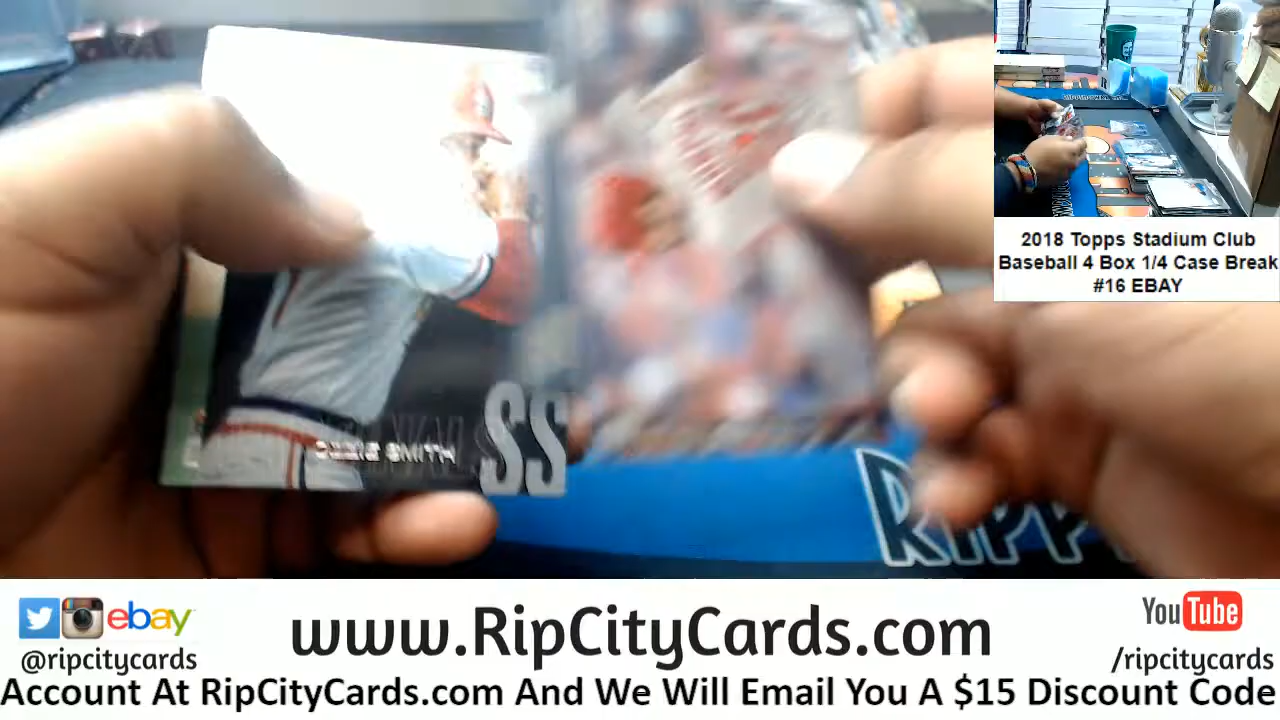 OZZIE SMITH
SS
RIPP
2018 Topps Stadium Club
Baseball 4 Box 1/4 Case Break
#16 EBAY
ebay
@ripcitycards
www.RipCityCards.com
YouTube
/ripcitycards
Account At RipCityCards.com And We Will Email You A $15 Discount Code